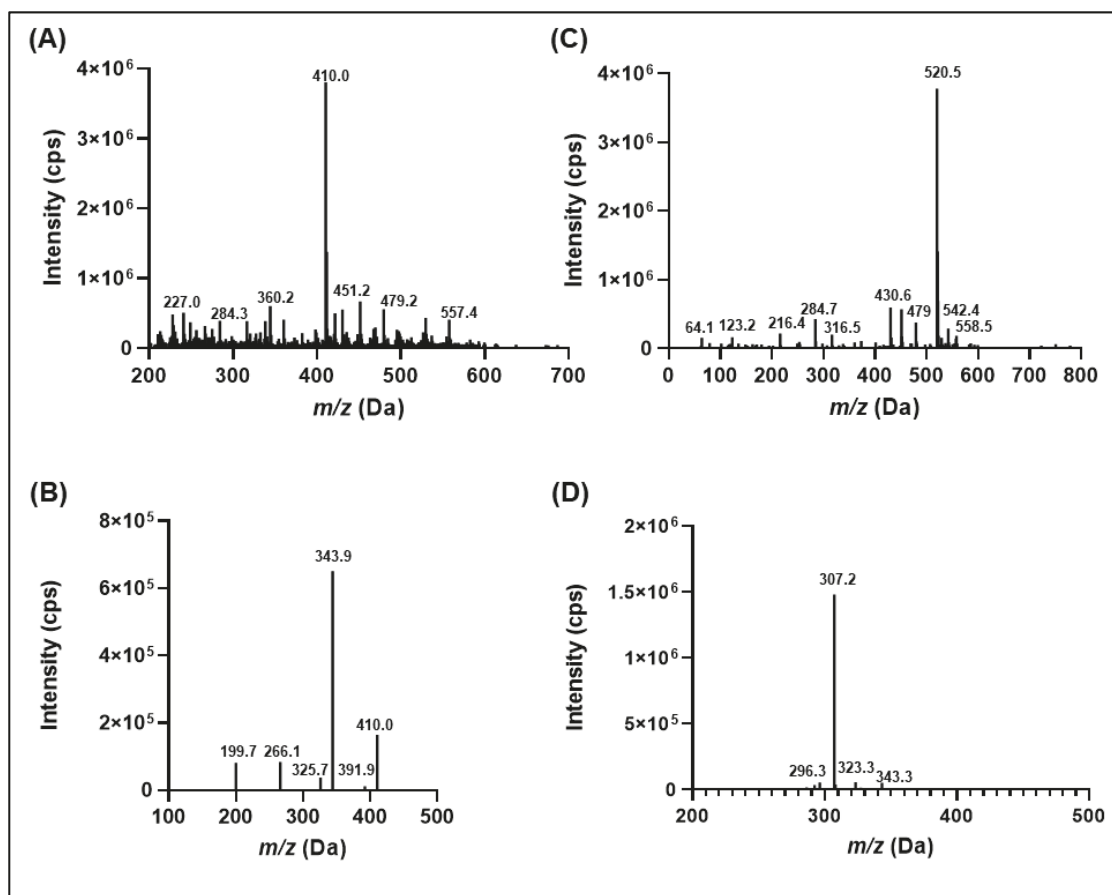 (A)
Intensity (cps)
4×10⁶
3×10⁶
2×10⁶
1×10⁶
0
410.0
227.0
284.3
360.2
451.2
479.2
557.4
200 300 400 500 600 700
m/z (Da)
(C)
Intensity (cps)
4×10⁶
3×10⁶
2×10⁶
1×10⁶
0
520.5
64.1
123.2
216.4
284.7
316.5
430.6
479
542.4
558.5
0 100 200 300 400 500 600 700 800
m/z (Da)
(B)
Intensity (cps)
8×10⁵
6×10⁵
4×10⁵
2×10⁵
0
343.9
199.7
266.1
325.7
391.9
410.0
100 200 300 400 500
m/z (Da)
(D)
Intensity (cps)
2×10⁶
1.5×10⁶
1×10⁶
5×10⁵
0
307.2
296.3
323.3
343.3
200 300 400 500
m/z (Da)